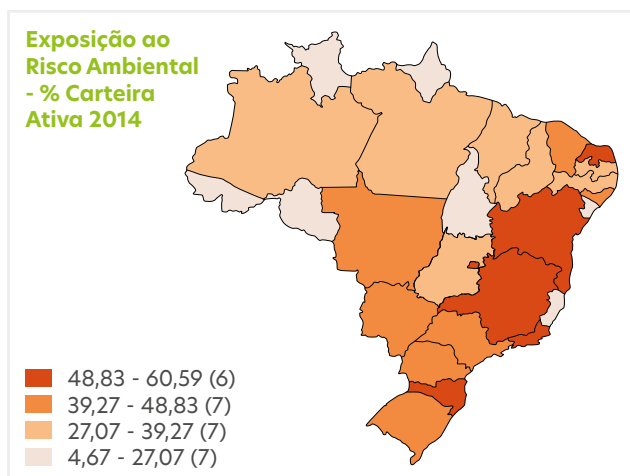 Exposição ao
Risco Ambiental
- % Carteira
Ativa 2014
48,83 - 60,59 (6)
39,27 - 48,83 (7)
27,07 - 39,27 (7)
4,67 - 27,07 (7)